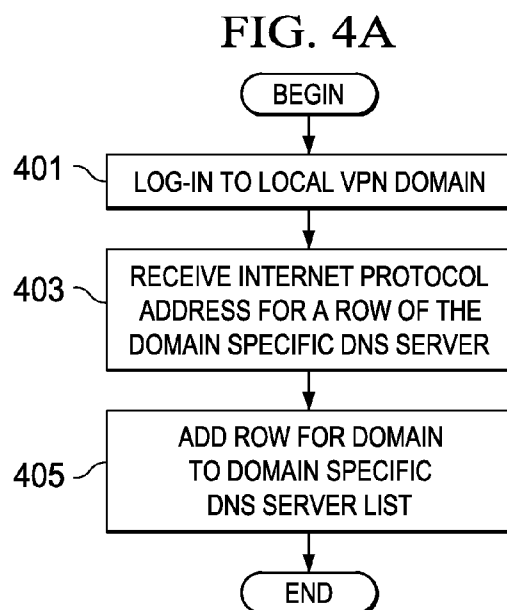 FIG. 4A
BEGIN
401
LOG-IN TO LOCAL VPN DOMAIN
403
RECEIVE INTERNET PROTOCOL
ADDRESS FOR A ROW OF THE
DOMAIN SPECIFIC DNS SERVER
405
ADD ROW FOR DOMAIN
TO DOMAIN SPECIFIC
DNS SERVER LIST
END